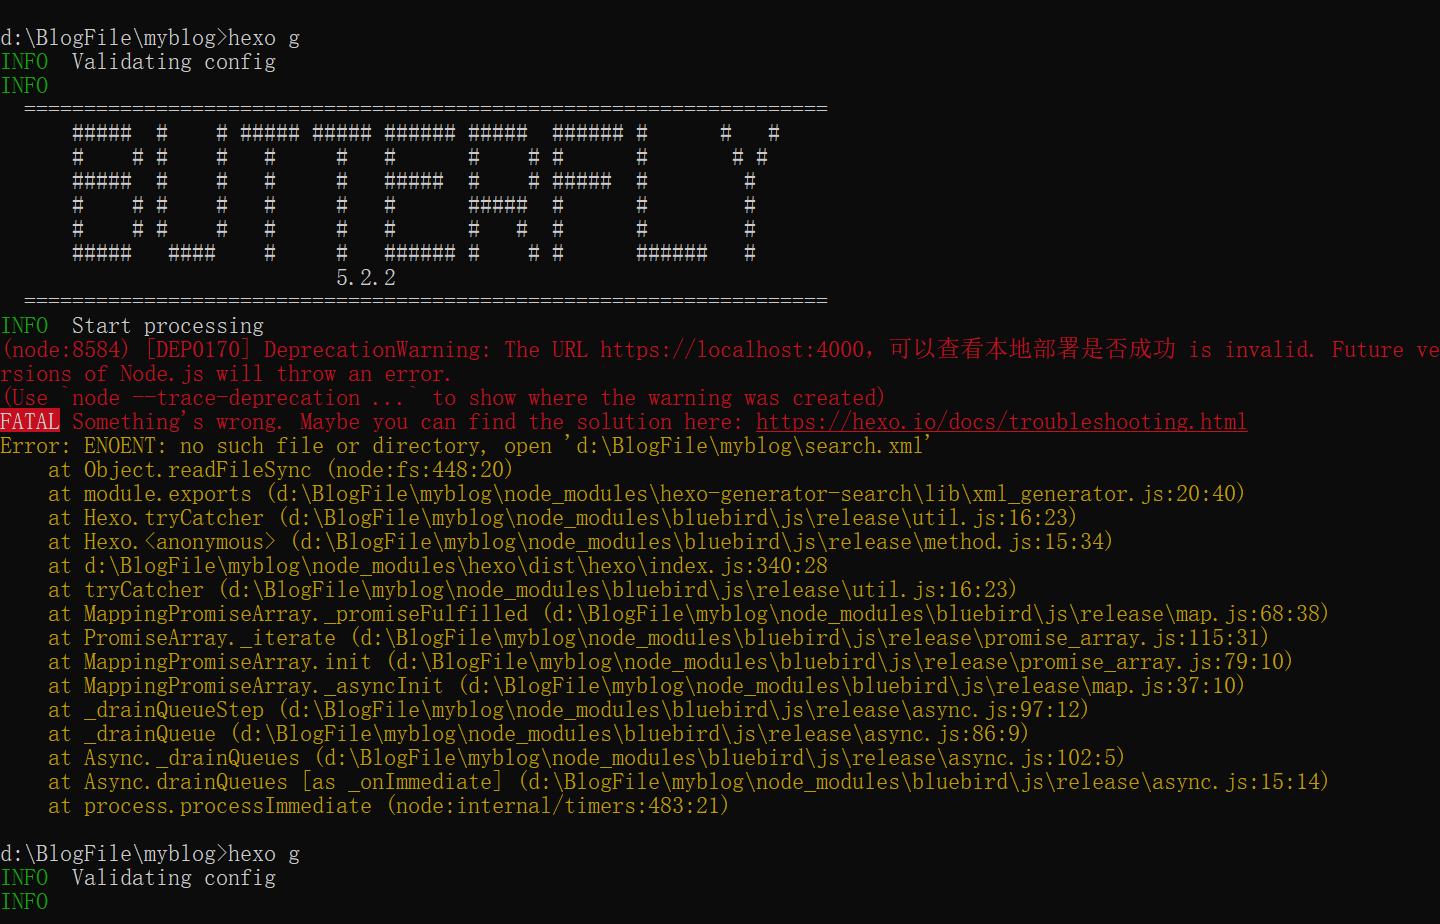 d:\BlogFile\myblog>hexo g
INFO  Validating config
INFO
  ===================================================================
      #####  #    # ##### ##### ###### #####  ###### #      #   #
      #    # #    #   #     #   #      #    # #      #       # #
      #####  #    #   #     #   #####  #    # #####  #        #
      #    # #    #   #     #   #      #####  #      #        #
      #    # #    #   #     #   #      #   #  #      #        #
      #####   ####    #     #   ###### #    # #      ######   #
                            5.2.2
  ===================================================================
INFO  Start processing
(node:8584) [DEP0170] DeprecationWarning: The URL https://localhost:4000，可以查看本地部署是否成功 is invalid. Future ve
rsions of Node.js will throw an error.
(Use `node --trace-deprecation ...` to show where the warning was created)
FATAL Something's wrong. Maybe you can find the solution here: https://hexo.io/docs/troubleshooting.html
Error: ENOENT: no such file or directory, open 'd:\BlogFile\myblog\search.xml'
    at Object.readFileSync (node:fs:448:20)
    at module.exports (d:\BlogFile\myblog\node_modules\hexo-generator-search\lib\xml_generator.js:20:40)
    at Hexo.tryCatcher (d:\BlogFile\myblog\node_modules\bluebird\js\release\util.js:16:23)
    at Hexo.<anonymous> (d:\BlogFile\myblog\node_modules\bluebird\js\release\method.js:15:34)
    at d:\BlogFile\myblog\node_modules\hexo\dist\hexo\index.js:340:28
    at tryCatcher (d:\BlogFile\myblog\node_modules\bluebird\js\release\util.js:16:23)
    at MappingPromiseArray._promiseFulfilled (d:\BlogFile\myblog\node_modules\bluebird\js\release\map.js:68:38)
    at PromiseArray._iterate (d:\BlogFile\myblog\node_modules\bluebird\js\release\promise_array.js:115:31)
    at MappingPromiseArray.init (d:\BlogFile\myblog\node_modules\bluebird\js\release\promise_array.js:79:10)
    at MappingPromiseArray._asyncInit (d:\BlogFile\myblog\node_modules\bluebird\js\release\map.js:37:10)
    at _drainQueueStep (d:\BlogFile\myblog\node_modules\bluebird\js\release\async.js:97:12)
    at _drainQueue (d:\BlogFile\myblog\node_modules\bluebird\js\release\async.js:86:9)
    at Async._drainQueues (d:\BlogFile\myblog\node_modules\bluebird\js\release\async.js:102:5)
    at Async.drainQueues [as _onImmediate] (d:\BlogFile\myblog\node_modules\bluebird\js\release\async.js:15:14)
    at process.processImmediate (node:internal/timers:483:21)
d:\BlogFile\myblog>hexo g
INFO  Validating config
INFO